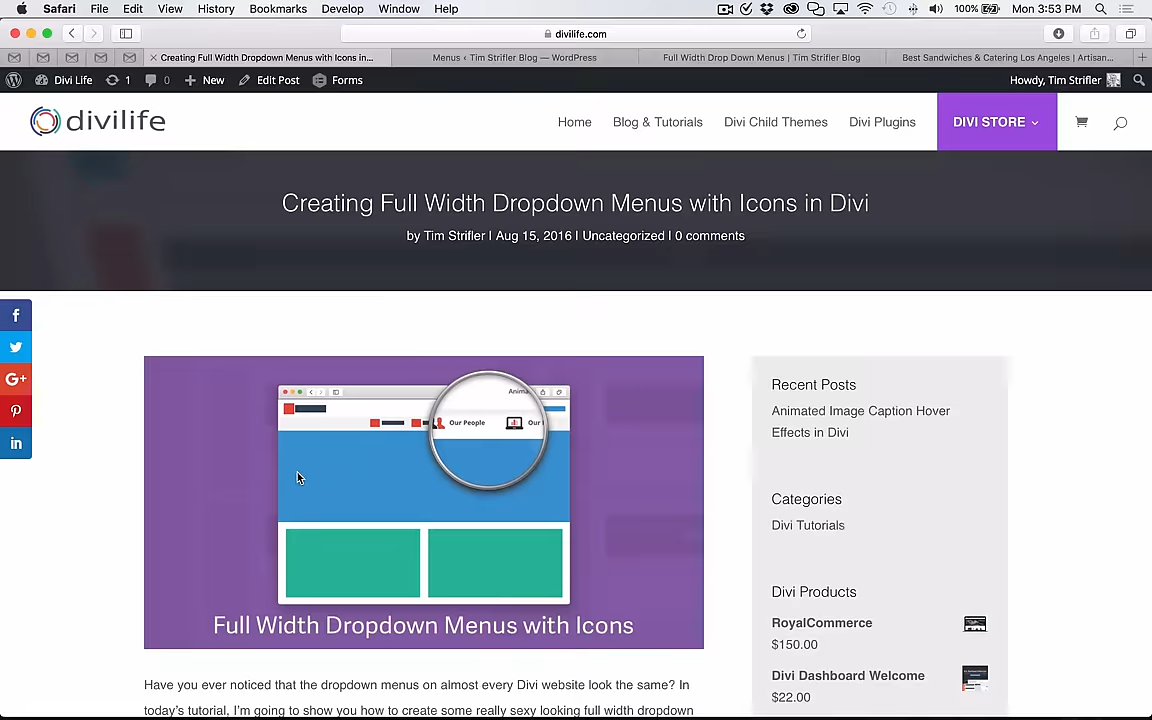 Safari File Edit View History Bookmarks Develop Window Help 100% Mon 3:53 PM
divilife.com
Creating Full Width Dropdown Menus with Icons in... Menus ‹ Tim Strifler Blog — WordPress Full Width Drop Down Menus | Tim Strifler Blog Best Sandwiches & Catering Los Angeles | Artisan...
Divi Life 1 0 New Edit Post Forms Howdy, Tim Strifler
divilife Home Blog & Tutorials Divi Child Themes Divi Plugins DIVI STORE
Creating Full Width Dropdown Menus with Icons in Divi
by Tim Strifler | Aug 15, 2016 | Uncategorized | 0 comments
f
G+
in
Anima
Our People Our
Full Width Dropdown Menus with Icons
Have you ever noticed that the dropdown menus on almost every Divi website look the same? In
today's tutorial, I'm going to show you how to create some really sexy looking full width dropdown
Recent Posts
Animated Image Caption Hover
Effects in Divi
Categories
Divi Tutorials
Divi Products
RoyalCommerce
$150.00
Divi Dashboard Welcome
$22.00